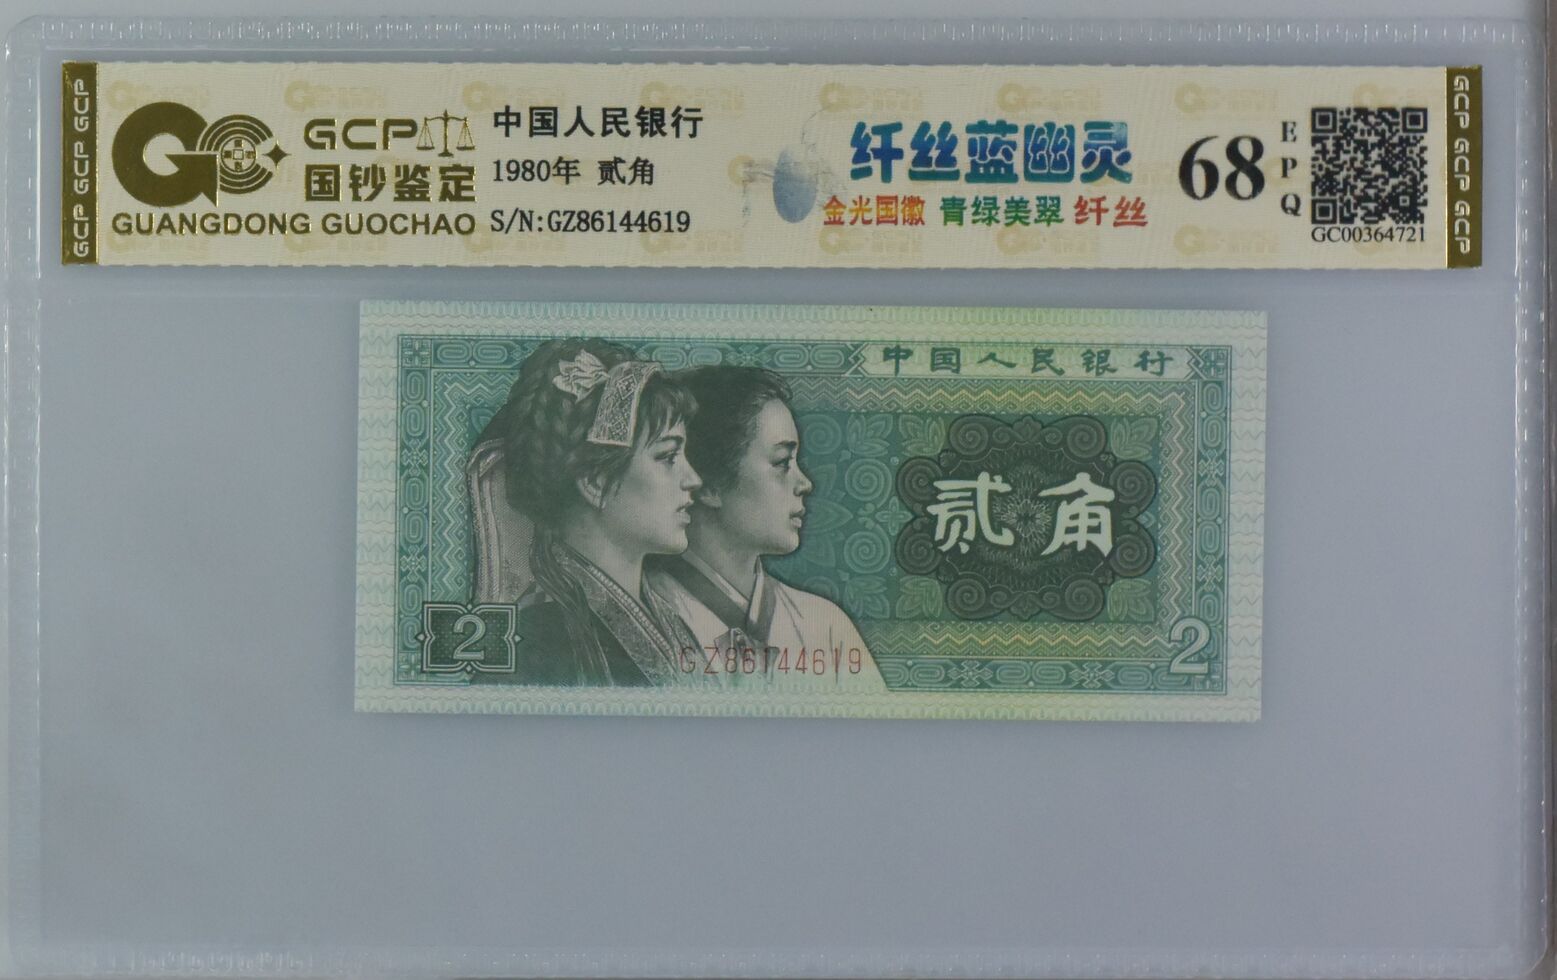 GCP GCP GCP
GCP
国钞鉴定
GUANGDONG GUOCHAO
中国人民银行
1980年 贰角
S/N:GZ86144619
纤丝蓝幽灵
金光国徽 青绿美翠 纤丝
68
EPQ
GC00364721
GCP GCP GCP
中国人民银行
贰角
2
GZ86144619
2